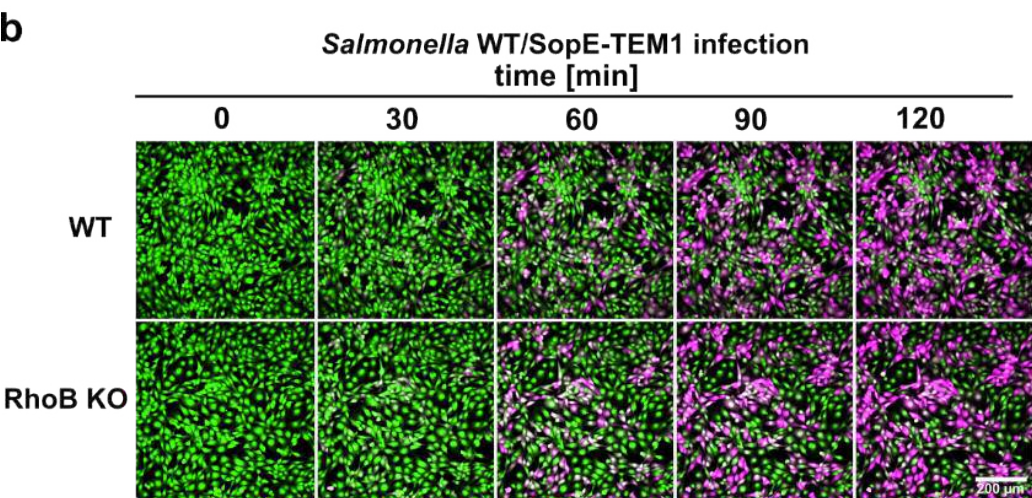 b
Salmonella WT/SopE-TEM1 infection
time [min]
0 30 60 90 120
WT
RhoB KO
200 µm